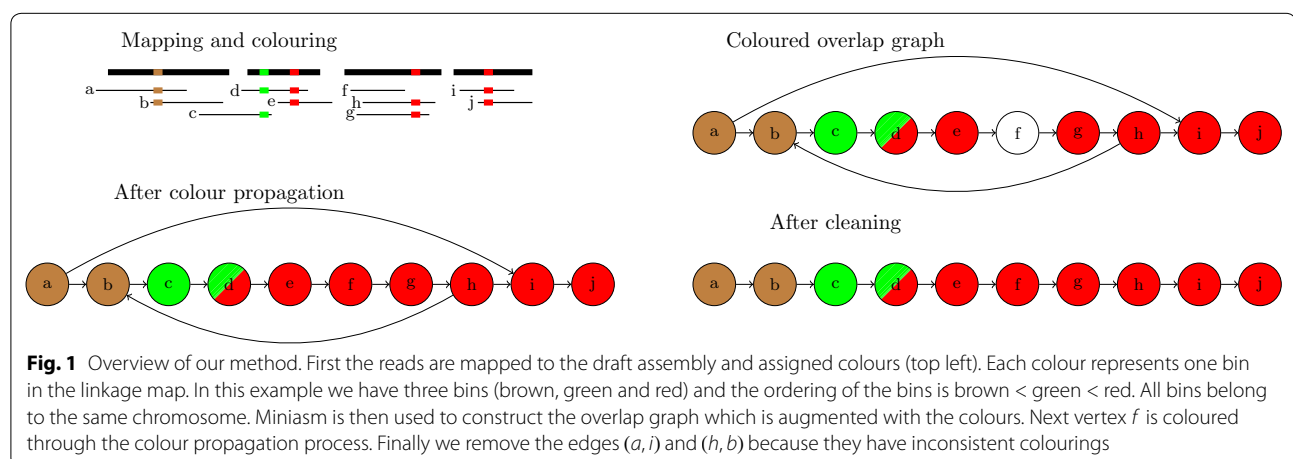 Mapping and colouring
a
b
c
d
e
f
h
g
i
j
Coloured overlap graph
a b c d e f g h i j
After colour propagation
a b c d e f g h i j
After cleaning
a b c d e f g h i j
Fig. 1 Overview of our method. First the reads are mapped to the draft assembly and assigned colours (top left). Each colour represents one bin
in the linkage map. In this example we have three bins (brown, green and red) and the ordering of the bins is brown < green < red. All bins belong
to the same chromosome. Miniasm is then used to construct the overlap graph which is augmented with the colours. Next vertex f is coloured
through the colour propagation process. Finally we remove the edges (a, i) and (h, b) because they have inconsistent colourings